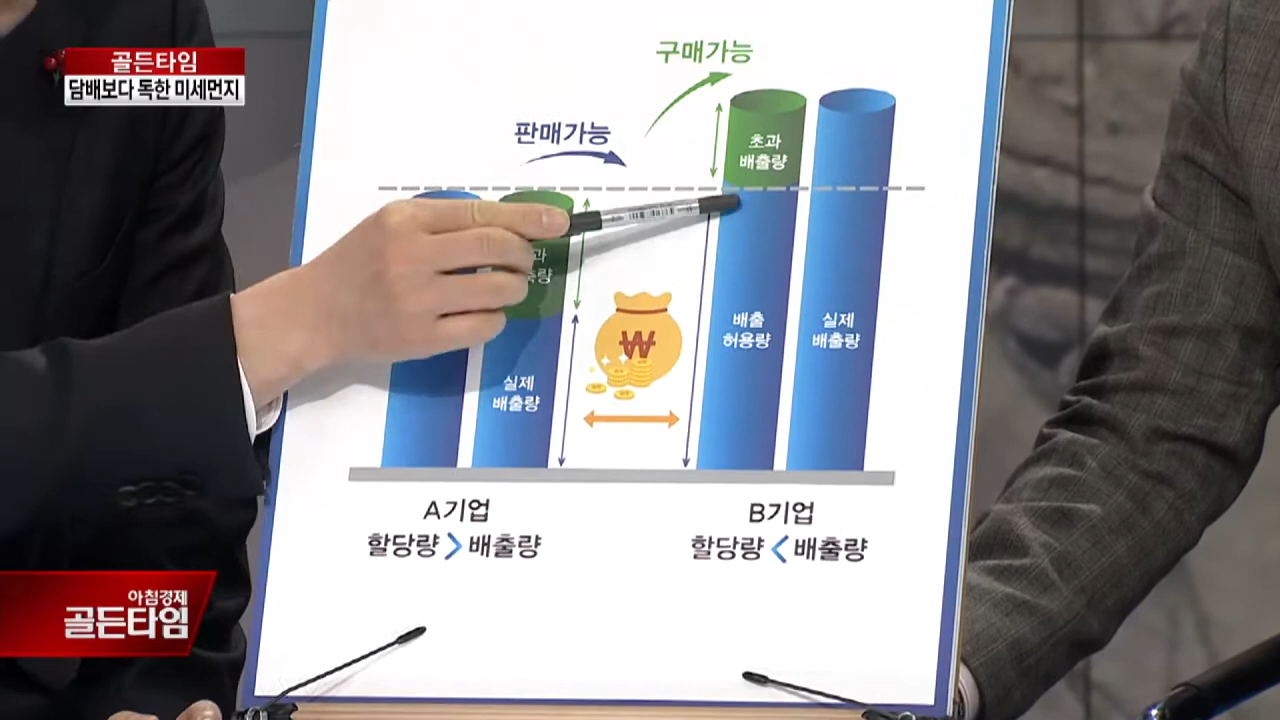 골든타임
담배보다 독한 미세먼지
구매가능
판매가능
초과
배출량
배출
허용량
실제
배출량
₩
실제
배출량
A기업
할당량 > 배출량
B기업
할당량 < 배출량
아침경제
골든타임